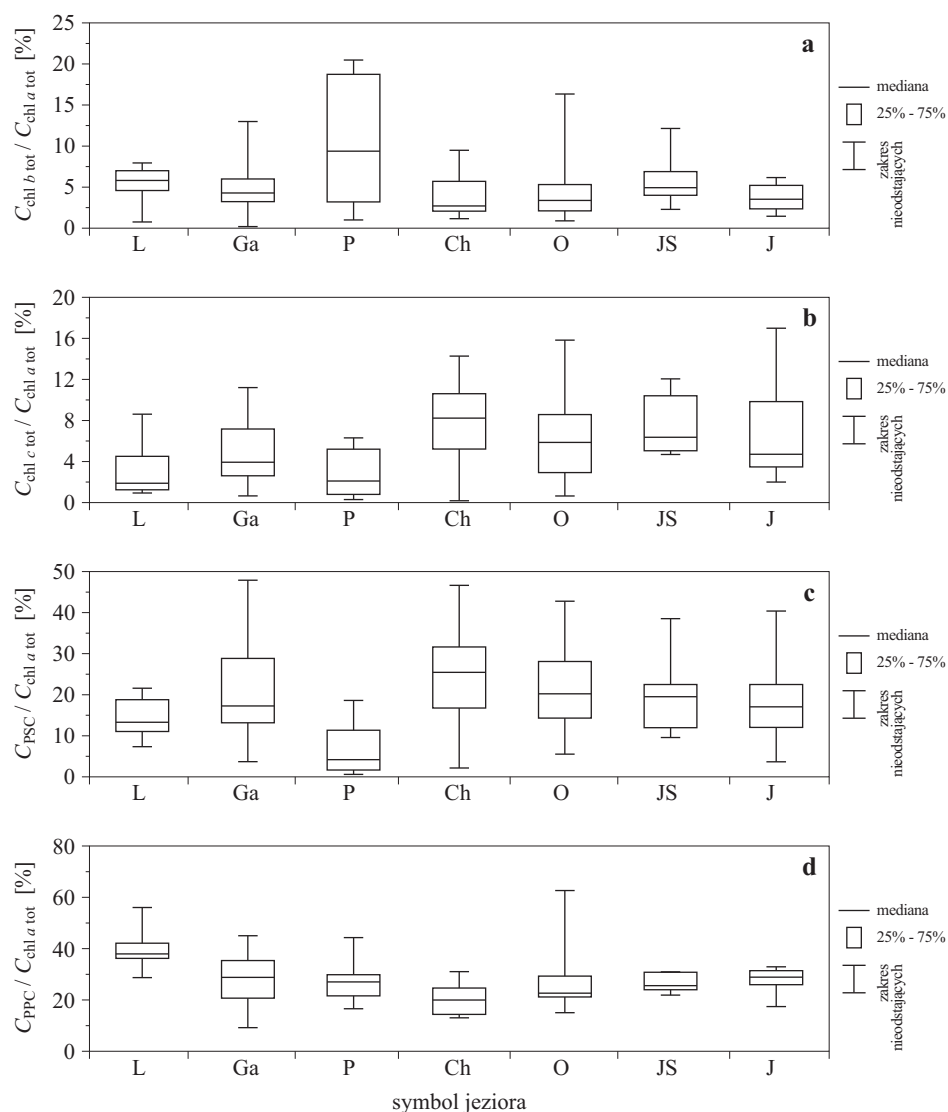 a
C_chl b tot / C_chl a tot [%]
25
20
15
10
5
0
L Ga P Ch O JS J
mediana
25% - 75%
zakres
nieodstających
b
C_chl c tot / C_chl a tot [%]
20
16
12
8
4
0
L Ga P Ch O JS J
mediana
25% - 75%
zakres
nieodstających
c
C_PSC / C_chl a tot [%]
50
40
30
20
10
0
L Ga P Ch O JS J
mediana
25% - 75%
zakres
nieodstających
d
C_PPC / C_chl a tot [%]
80
60
40
20
0
L Ga P Ch O JS J
mediana
25% - 75%
zakres
nieodstających
symbol jeziora